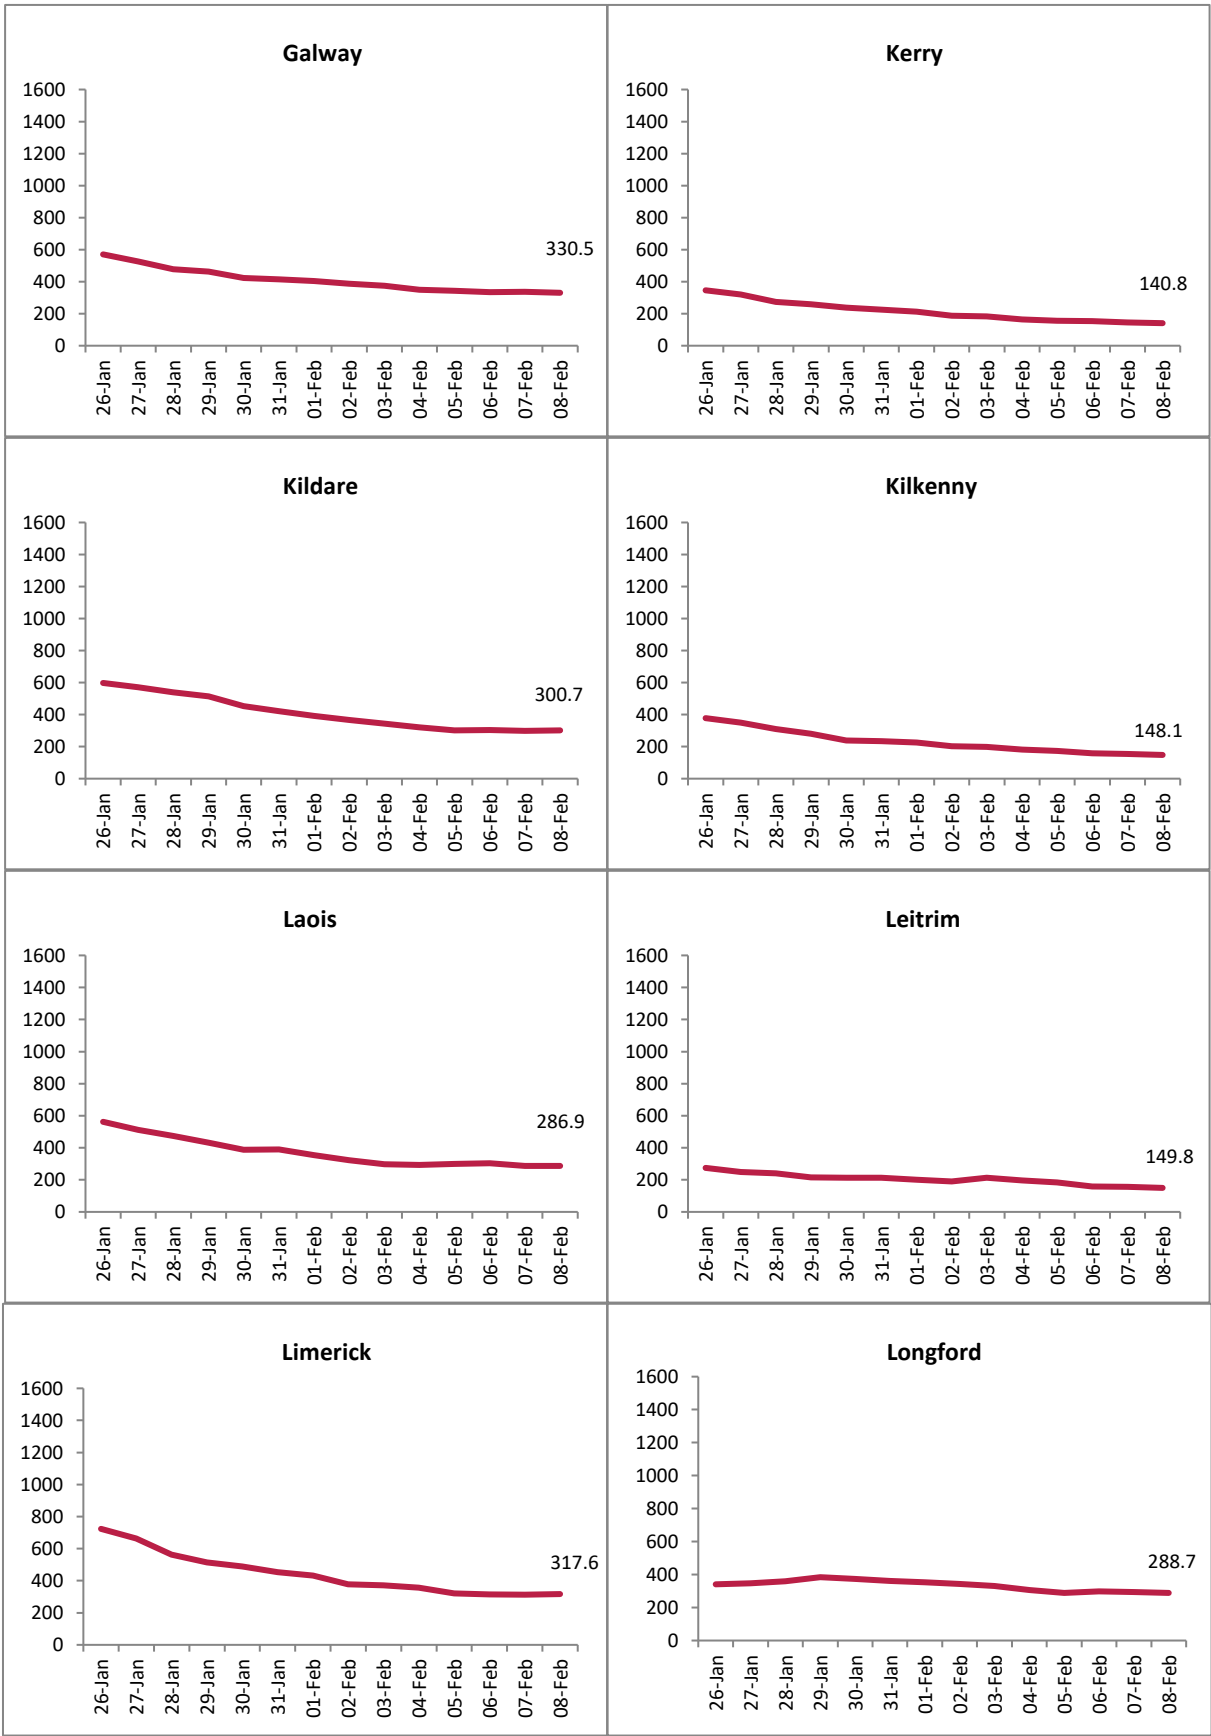 Galway
1600
1400
1200
1000
800
600
400
200
0
330.5
26-Jan
27-Jan
28-Jan
29-Jan
30-Jan
31-Jan
01-Feb
02-Feb
03-Feb
04-Feb
05-Feb
06-Feb
07-Feb
08-Feb
Kerry
1600
1400
1200
1000
800
600
400
200
0
140.8
26-Jan
27-Jan
28-Jan
29-Jan
30-Jan
31-Jan
01-Feb
02-Feb
03-Feb
04-Feb
05-Feb
06-Feb
07-Feb
08-Feb
Kildare
1600
1400
1200
1000
800
600
400
200
0
300.7
26-Jan
27-Jan
28-Jan
29-Jan
30-Jan
31-Jan
01-Feb
02-Feb
03-Feb
04-Feb
05-Feb
06-Feb
07-Feb
08-Feb
Kilkenny
1600
1400
1200
1000
800
600
400
200
0
148.1
26-Jan
27-Jan
28-Jan
29-Jan
30-Jan
31-Jan
01-Feb
02-Feb
03-Feb
04-Feb
05-Feb
06-Feb
07-Feb
08-Feb
Laois
1600
1400
1200
1000
800
600
400
200
0
286.9
26-Jan
27-Jan
28-Jan
29-Jan
30-Jan
31-Jan
01-Feb
02-Feb
03-Feb
04-Feb
05-Feb
06-Feb
07-Feb
08-Feb
Leitrim
1600
1400
1200
1000
800
600
400
200
0
149.8
26-Jan
27-Jan
28-Jan
29-Jan
30-Jan
31-Jan
01-Feb
02-Feb
03-Feb
04-Feb
05-Feb
06-Feb
07-Feb
08-Feb
Limerick
1600
1400
1200
1000
800
600
400
200
0
317.6
26-Jan
27-Jan
28-Jan
29-Jan
30-Jan
31-Jan
01-Feb
02-Feb
03-Feb
04-Feb
05-Feb
06-Feb
07-Feb
08-Feb
Longford
1600
1400
1200
1000
800
600
400
200
0
288.7
26-Jan
27-Jan
28-Jan
29-Jan
30-Jan
31-Jan
01-Feb
02-Feb
03-Feb
04-Feb
05-Feb
06-Feb
07-Feb
08-Feb